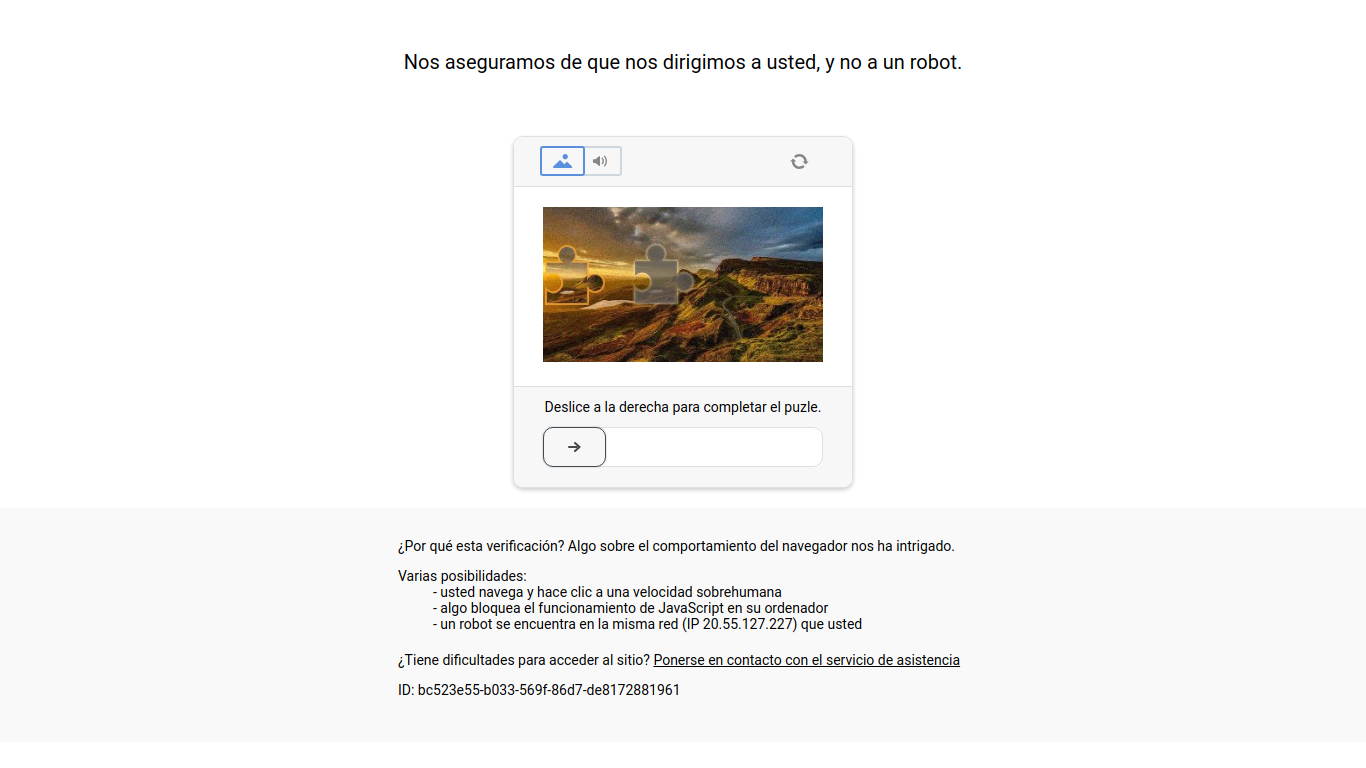 Nos aseguramos de que nos dirigimos a usted, y no a un robot.
Deslice a la derecha para completar el puzle.
¿Por qué esta verificación? Algo sobre el comportamiento del navegador nos ha intrigado.
Varias posibilidades:
- usted navega y hace clic a una velocidad sobrehumana
- algo bloquea el funcionamiento de JavaScript en su ordenador
- un robot se encuentra en la misma red (IP 20.55.127.227) que usted
¿Tiene dificultades para acceder al sitio? Ponerse en contacto con el servicio de asistencia
ID: bc523e55-b033-569f-86d7-de8172881961